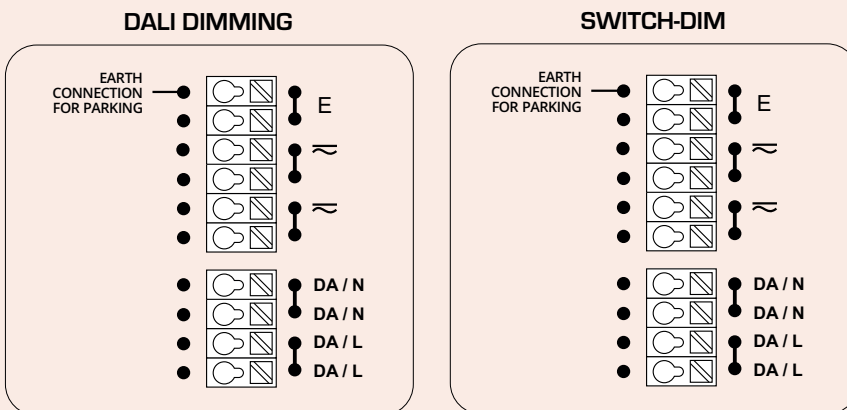 DALI DIMMING
EARTH
CONNECTION
FOR PARKING
E
DA / N
DA / N
DA / L
DA / L
SWITCH-DIM
EARTH
CONNECTION
FOR PARKING
E
DA / N
DA / N
DA / L
DA / L